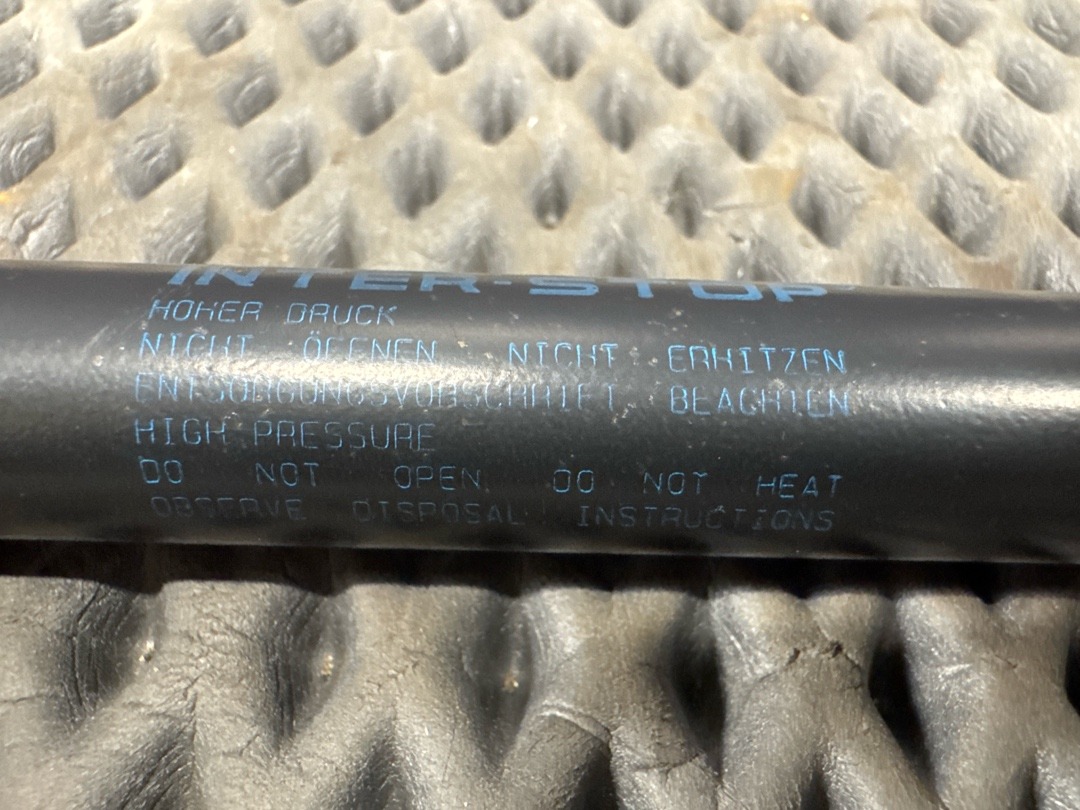 INTER-STOP
HOHER DRUCK
NICHT ÖFFNEN NICHT ERHITZEN
ENTSORGUNGSVORSCHRIFT BEACHTEN
HIGH PRESSURE
DO NOT OPEN DO NOT HEAT
OBSERVE DISPOSAL INSTRUCTIONS